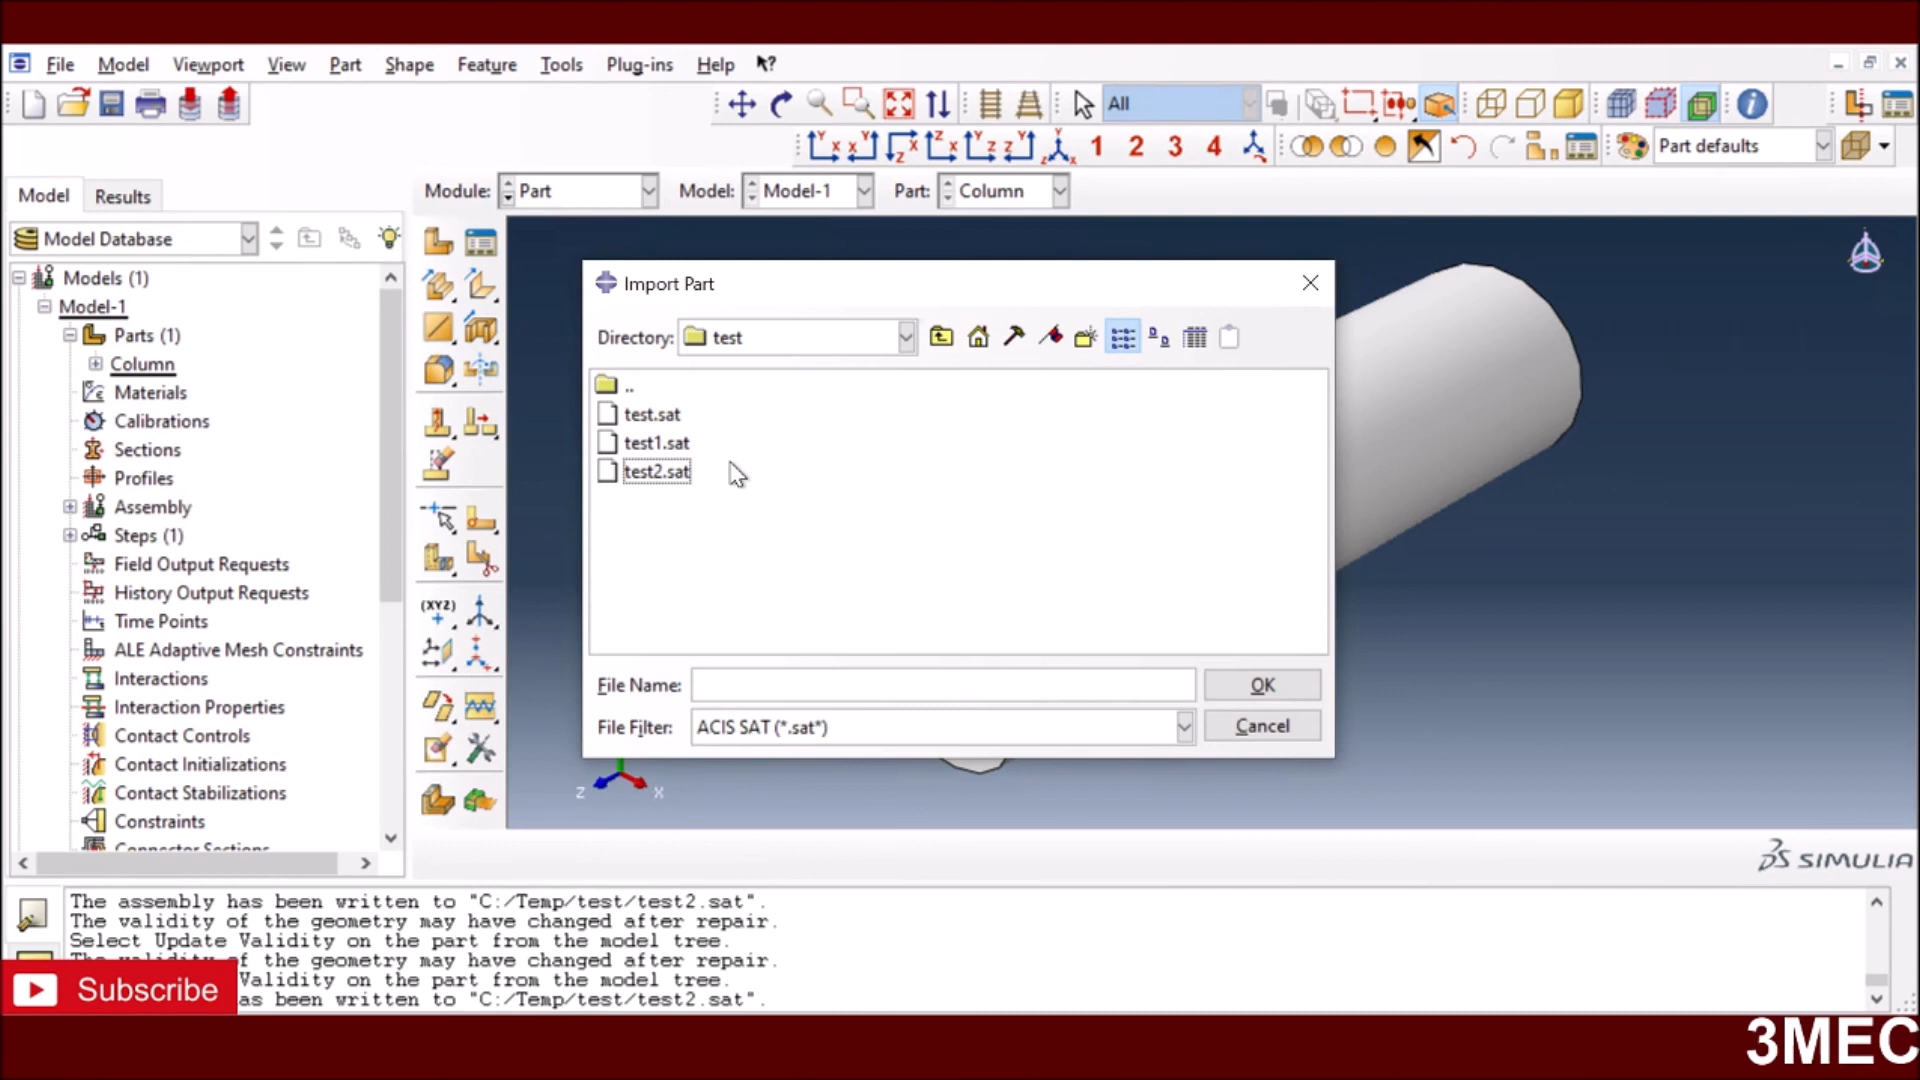 File Model Viewport View Part Shape Feature Tools Plug-ins Help
All
1 2 3 4
Part defaults
Model Results
Module: Part Model: Model-1 Part: Column
Model Database
Models (1)
Model-1
Parts (1)
Column
Materials
Calibrations
Sections
Profiles
Assembly
Steps (1)
Field Output Requests
History Output Requests
Time Points
ALE Adaptive Mesh Constraints
Interactions
Interaction Properties
Contact Controls
Contact Initializations
Contact Stabilizations
Constraints
Connector Sections
(XYZ)
Import Part
Directory: test
..
test.sat
test1.sat
test2.sat
File Name:
OK
File Filter: ACIS SAT (*.sat*)
Cancel
Z X
SIMULIA
The assembly has been written to "C:/Temp/test/test2.sat".
The validity of the geometry may have changed after repair.
Select Update Validity on the part from the model tree.
The validity of the geometry may have changed after repair.
Validity on the part from the model tree.
as been written to "C:/Temp/test/test2.sat".
Subscribe
3MEC